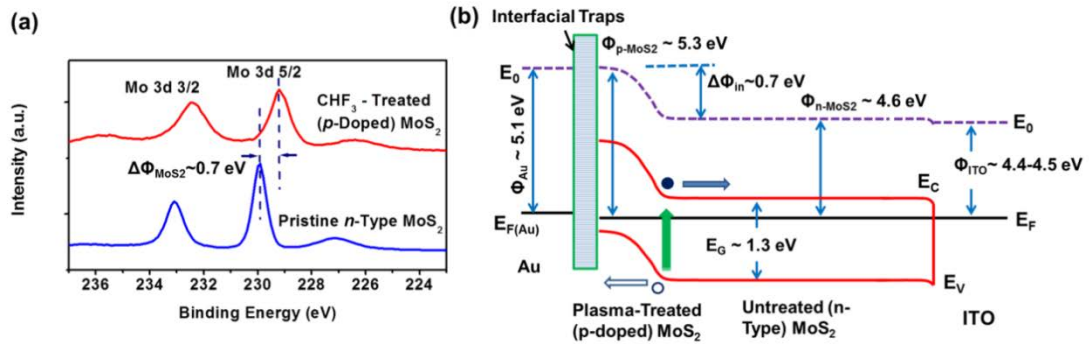 (a)
Mo 3d 3/2
Mo 3d 5/2
CHF3 - Treated
(p-Doped) MoS2
ΔΦMoS2~0.7 eV
Pristine n-Type MoS2
Intensity (a.u.)
236 234 232 230 228 226 224
Binding Energy (eV)
(b)
Interfacial Traps
Φp-MoS2 ~ 5.3 eV
E0
ΔΦin~0.7 eV
Φn-MoS2 ~ 4.6 eV
E0
ΦAu ~ 5.1 eV
ΦITO~ 4.4-4.5 eV
EC
EF(Au)
EF
EG ~ 1.3 eV
Au
EV
Plasma-Treated
(p-doped) MoS2
Untreated (n-
Type) MoS2
ITO